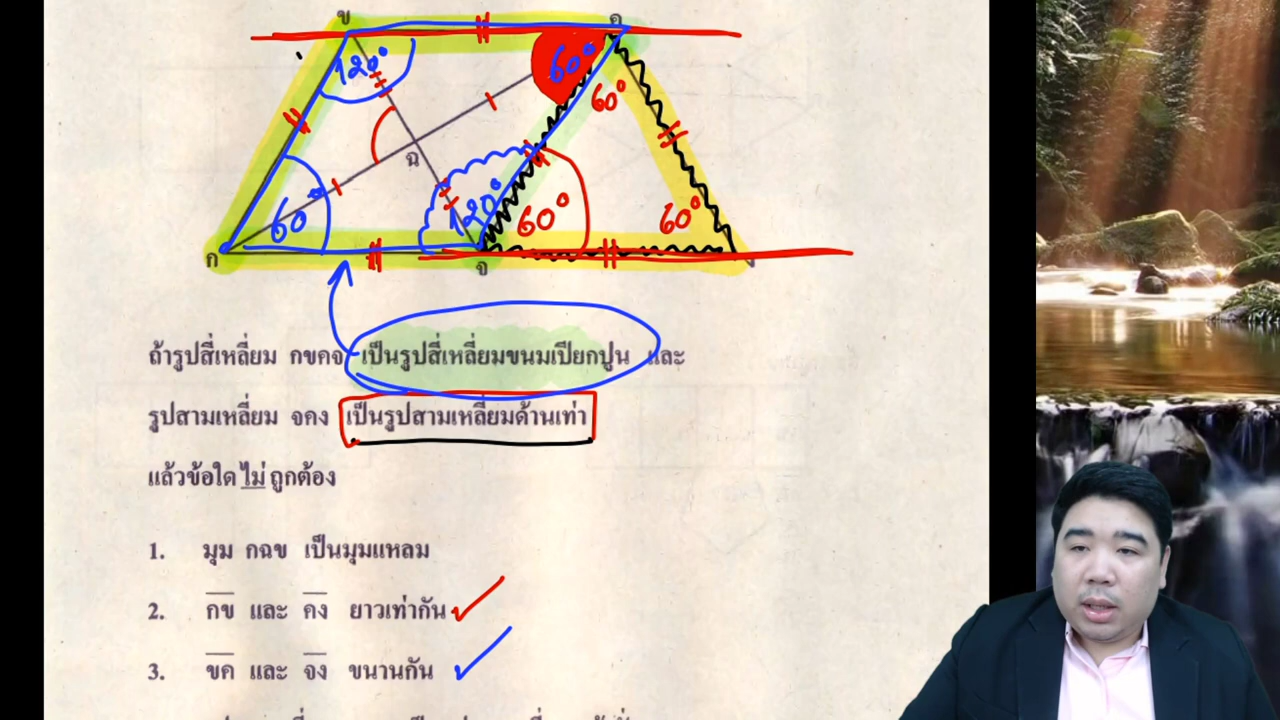 ข
ค
120°
60°
60°
ฉ
60°
120°
60°
60°
ก
จ
ถ้ารูปสี่เหลี่ยม กขคจ เป็นรูปสี่เหลี่ยมขนมเปียกปูน และ
รูปสามเหลี่ยม จคง เป็นรูปสามเหลี่ยมด้านเท่า
แล้วข้อใด ไม่ ถูกต้อง
1. มุม กฉข เป็นมุมแหลม
2. กข และ คง ยาวเท่ากัน
3. ขค และ จง ขนานกัน